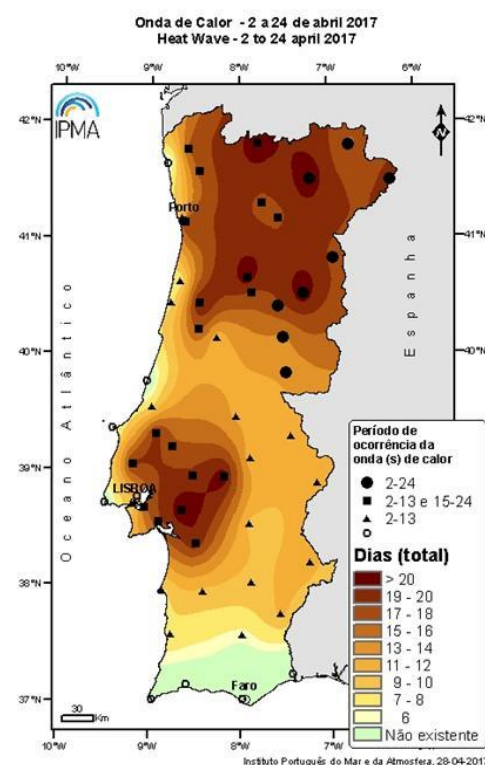 Onda de Calor - 2 a 24 de abril 2017
Heat Wave - 2 to 24 april 2017
10°W 9°W 8°W 7°W 6°W
42°N 42°N
IPMA
N
Porto
41°N 41°N
Oceano Atlântico
Espanha
40°N 40°N
39°N
LISBOA
38°N
37°N
Faro
30
Km
Período de
ocorrência da
onda (s) de calor
2-24
2-13 e 15-24
2-13
Dias (total)
> 20
19 - 20
17 - 18
15 - 16
13 - 14
11 - 12
9 - 10
7 - 8
6
Não existente
10°W 9°W 8°W 7°W 6°W
Instituto Português do Mar e da Atmosfera, 28-04-2017